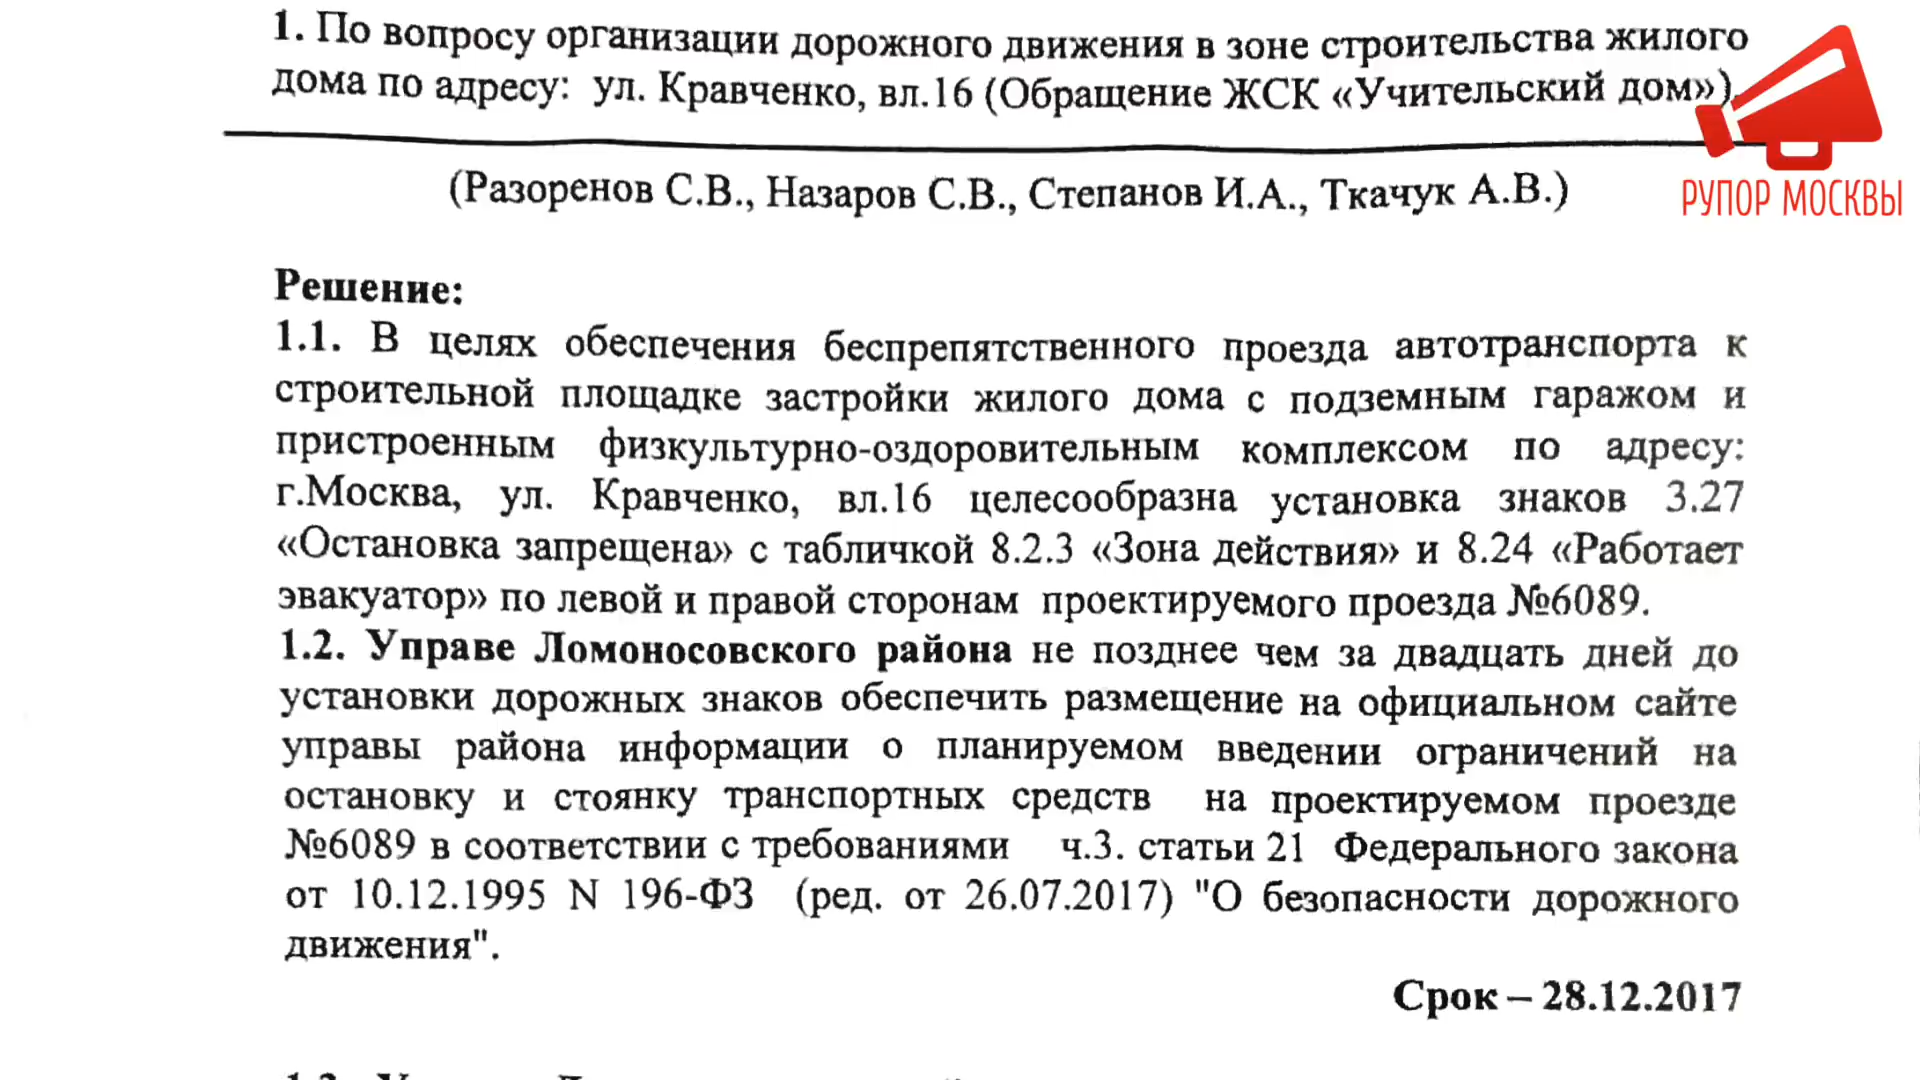 1. По вопросу организации дорожного движения в зоне строительства жилого
дома по адресу: ул. Кравченко, вл.16 (Обращение ЖСК «Учительский дом»).
РУПОР МОСКВЫ
(Разоренов С.В., Назаров С.В., Степанов И.А., Ткачук А.В.)
Решение:
1.1. В целях обеспечения беспрепятственного проезда автотранспорта к
строительной площадке застройки жилого дома с подземным гаражом и
пристроенным физкультурно-оздоровительным комплексом по адресу:
г.Москва, ул. Кравченко, вл.16 целесообразна установка знаков 3.27
«Остановка запрещена» с табличкой 8.2.3 «Зона действия» и 8.24 «Работает
эвакуатор» по левой и правой сторонам проектируемого проезда №6089.
1.2. Управе Ломоносовского района не позднее чем за двадцать дней до
установки дорожных знаков обеспечить размещение на официальном сайте
управы района информации о планируемом введении ограничений на
остановку и стоянку транспортных средств на проектируемом проезде
№6089 в соответствии с требованиями ч.3. статьи 21 Федерального закона
от 10.12.1995 N 196-ФЗ (ред. от 26.07.2017) "О безопасности дорожного
движения".
Срок – 28.12.2017